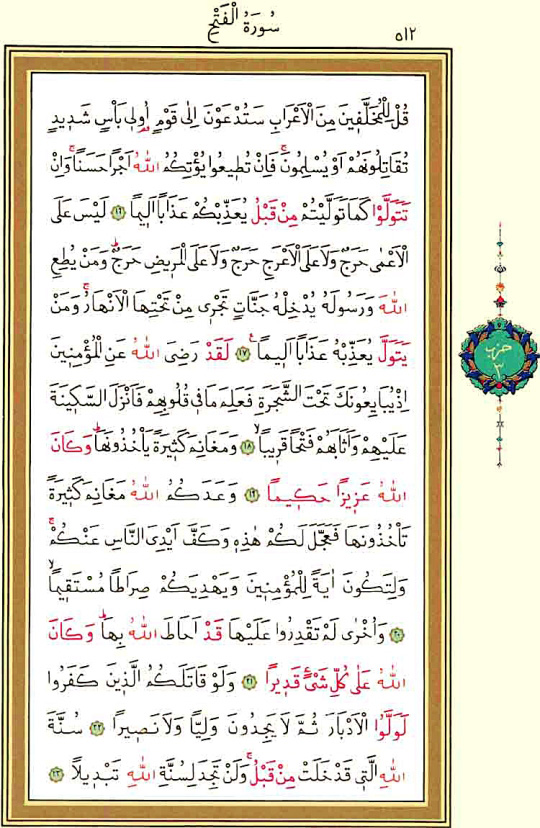 سُورَةُ الْفَتْحِ
٥١٢
قُلْ لِلْمُخَلَّف۪ينَ مِنَ الْاَعْرَابِ سَتُدْعَوْنَ اِلٰى قَوْمٍ اُو۬ل۪ى بَأْسٍ شَد۪يدٍ
تُقَاتِلُونَهُمْ اَوْ يُسْلِمُونَۚ فَاِنْ تُط۪يعُوا يُؤْتِكُمُ اللّٰهُ اَجْرًا حَسَنًاۚ وَاِنْ
تَتَوَلَّوْا كَمَا تَوَلَّيْتُمْ مِنْ قَبْلُ يُعَذِّبْكُمْ عَذَابًا اَل۪يمًا ﴿١٦﴾ لَيْسَ عَلَى
الْاَعْمٰى حَرَجٌ وَلَا عَلَى الْاَعْرَجِ حَرَجٌ وَلَا عَلَى الْمَر۪يضِ حَرَجٌۜ وَمَنْ يُطِعِ
اللّٰهَ وَرَسُولَهُ يُدْخِلْهُ جَنَّاتٍ تَجْر۪ى مِنْ تَحْتِهَا الْاَنْهَارُۚ وَمَنْ
يَتَوَلَّ يُعَذِّبْهُ عَذَابًا اَل۪يمًا۟ ﴿١٧﴾ لَقَدْ رَضِىَ اللّٰهُ عَنِ الْمُؤْمِن۪ينَ
اِذْ يُبَايِعُونَكَ تَحْتَ الشَّجَرَةِ فَعَلِمَ مَا ف۪ى قُلُوبِهِمْ فَاَنْزَلَ السَّك۪ينَةَ
عَلَيْهِمْ وَاَثَابَهُمْ فَتْحًا قَر۪يبًاۙ ﴿١٨﴾ وَمَغَانِمَ كَث۪يرَةً يَأْخُذُونَهَاۜ وَكَانَ
اللّٰهُ عَز۪يزًا حَك۪يمًا ﴿١٩﴾ وَعَدَكُمُ اللّٰهُ مَغَانِمَ كَث۪يرَةً
تَأْخُذُونَهَا فَعَجَّلَ لَكُمْ هٰذِه۪ وَكَفَّ اَيْدِىَ النَّاسِ عَنْكُمْۚ
وَلِتَكُونَ اٰيَةً لِلْمُؤْمِن۪ينَ وَيَهْدِيَكُمْ صِرَاطًا مُسْتَق۪يمًاۙ
﴿٢٠﴾ وَاُخْرٰى لَمْ تَقْدِرُوا عَلَيْهَا قَدْ اَحَاطَ اللّٰهُ بِهَاۜ وَكَانَ
اللّٰهُ عَلٰى كُلِّ شَىْءٍ قَد۪يرًا ﴿٢١﴾ وَلَوْ قَاتَلَكُمُ الَّذ۪ينَ كَفَرُوا
لَوَلَّوُا الْاَدْبَارَ ثُمَّ لَا يَجِدُونَ وَلِيًّا وَلَا نَص۪يرًا ﴿٢٢﴾ سُنَّةَ
اللّٰهِ الَّت۪ى قَدْ خَلَتْ مِنْ قَبْلُۚ وَلَنْ تَجِدَ لِسُنَّةِ اللّٰهِ تَبْد۪يلًا ﴿٢٣﴾
حزب
٣